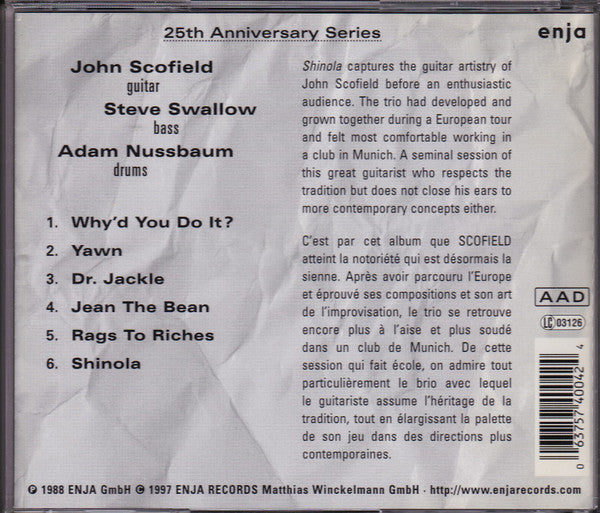 25th Anniversary Series
enja
John Scofield
guitar
Steve Swallow
bass
Adam Nussbaum
drums
1. Why'd You Do It?
2. Yawn
3. Dr. Jackle
4. Jean The Bean
5. Rags To Riches
6. Shinola
Shinola captures the guitar artistry of
John Scofield before an enthusiastic
audience. The trio had developed and
grown together during a European tour
and felt most comfortable working in
a club in Munich. A seminal session of
this great guitarist who respects the
tradition but does not close his ears to
more contemporary concepts either.
C'est par cet album que SCOFIELD
atteint la notoriété qui est désormais la
sienne. Après avoir parcouru l'Europe
et éprouvé ses compositions et son art
de l'improvisation, le trio se retrouve
encore plus à l'aise et plus soudé
dans un club de Munich. De cette
session qui fait école, on admire tout
particulièrement le brio avec lequel
le guitariste assume l'héritage de la
tradition, tout en élargissant la palette
de son jeu dans des directions plus
contemporaines.
AAD
LC 03126
0 63757 40042 4
℗ 1988 ENJA GmbH © 1997 ENJA RECORDS Matthias Winckelmann GmbH · http://www.enjarecords.com